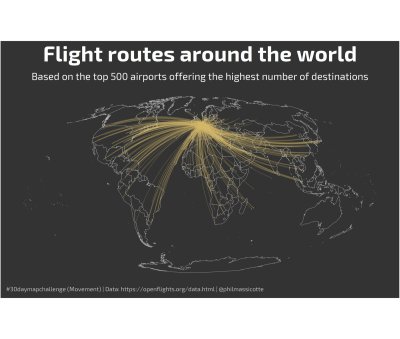 Flight routes around the world
Based on the top 500 airports offering the highest number of destinations
#30daymapchallenge (Movement) | Data: https://openflights.org/data.html | @philmassicotte